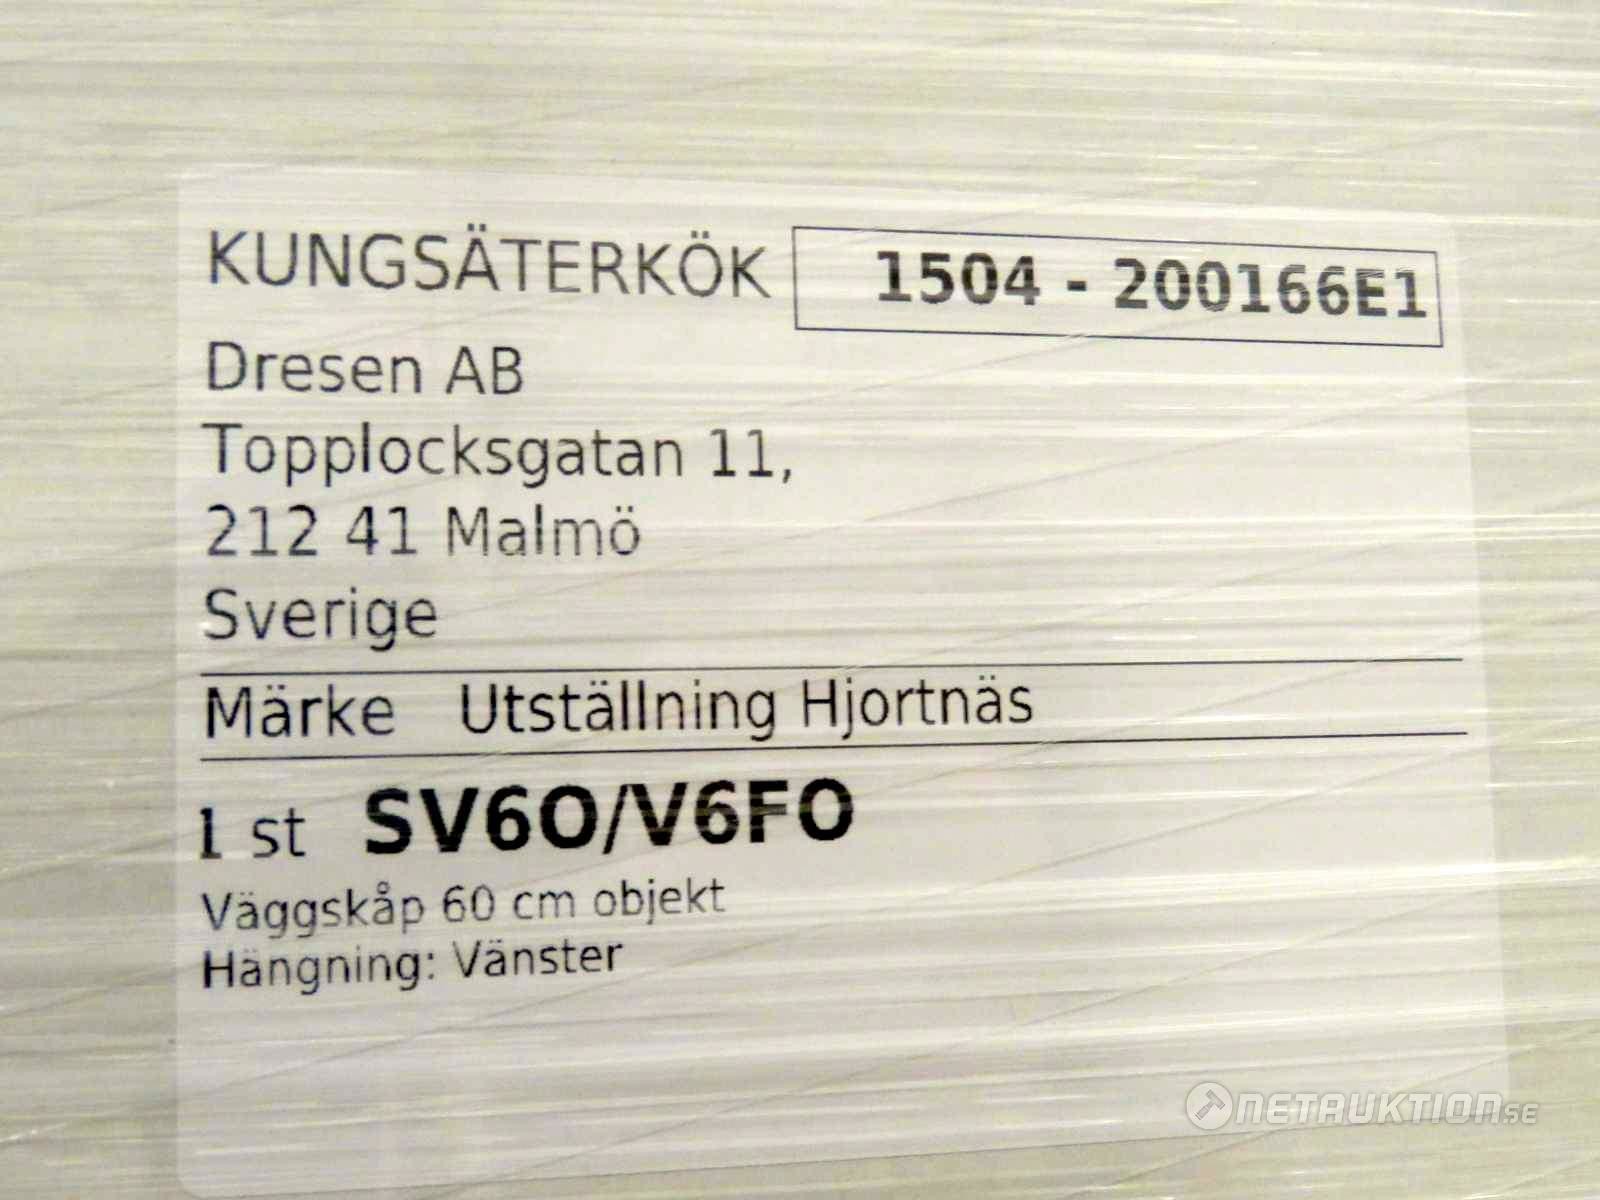 KUNGSÄTERKÖK 1504 - 200166E1
Dresen AB
Topplocksgatan 11,
212 41 Malmö
Sverige
Märke Utställning Hjortnäs
1 st SV6O/V6FO
Väggskåp 60 cm objekt
Hängning: Vänster
NETAUKTION.SE